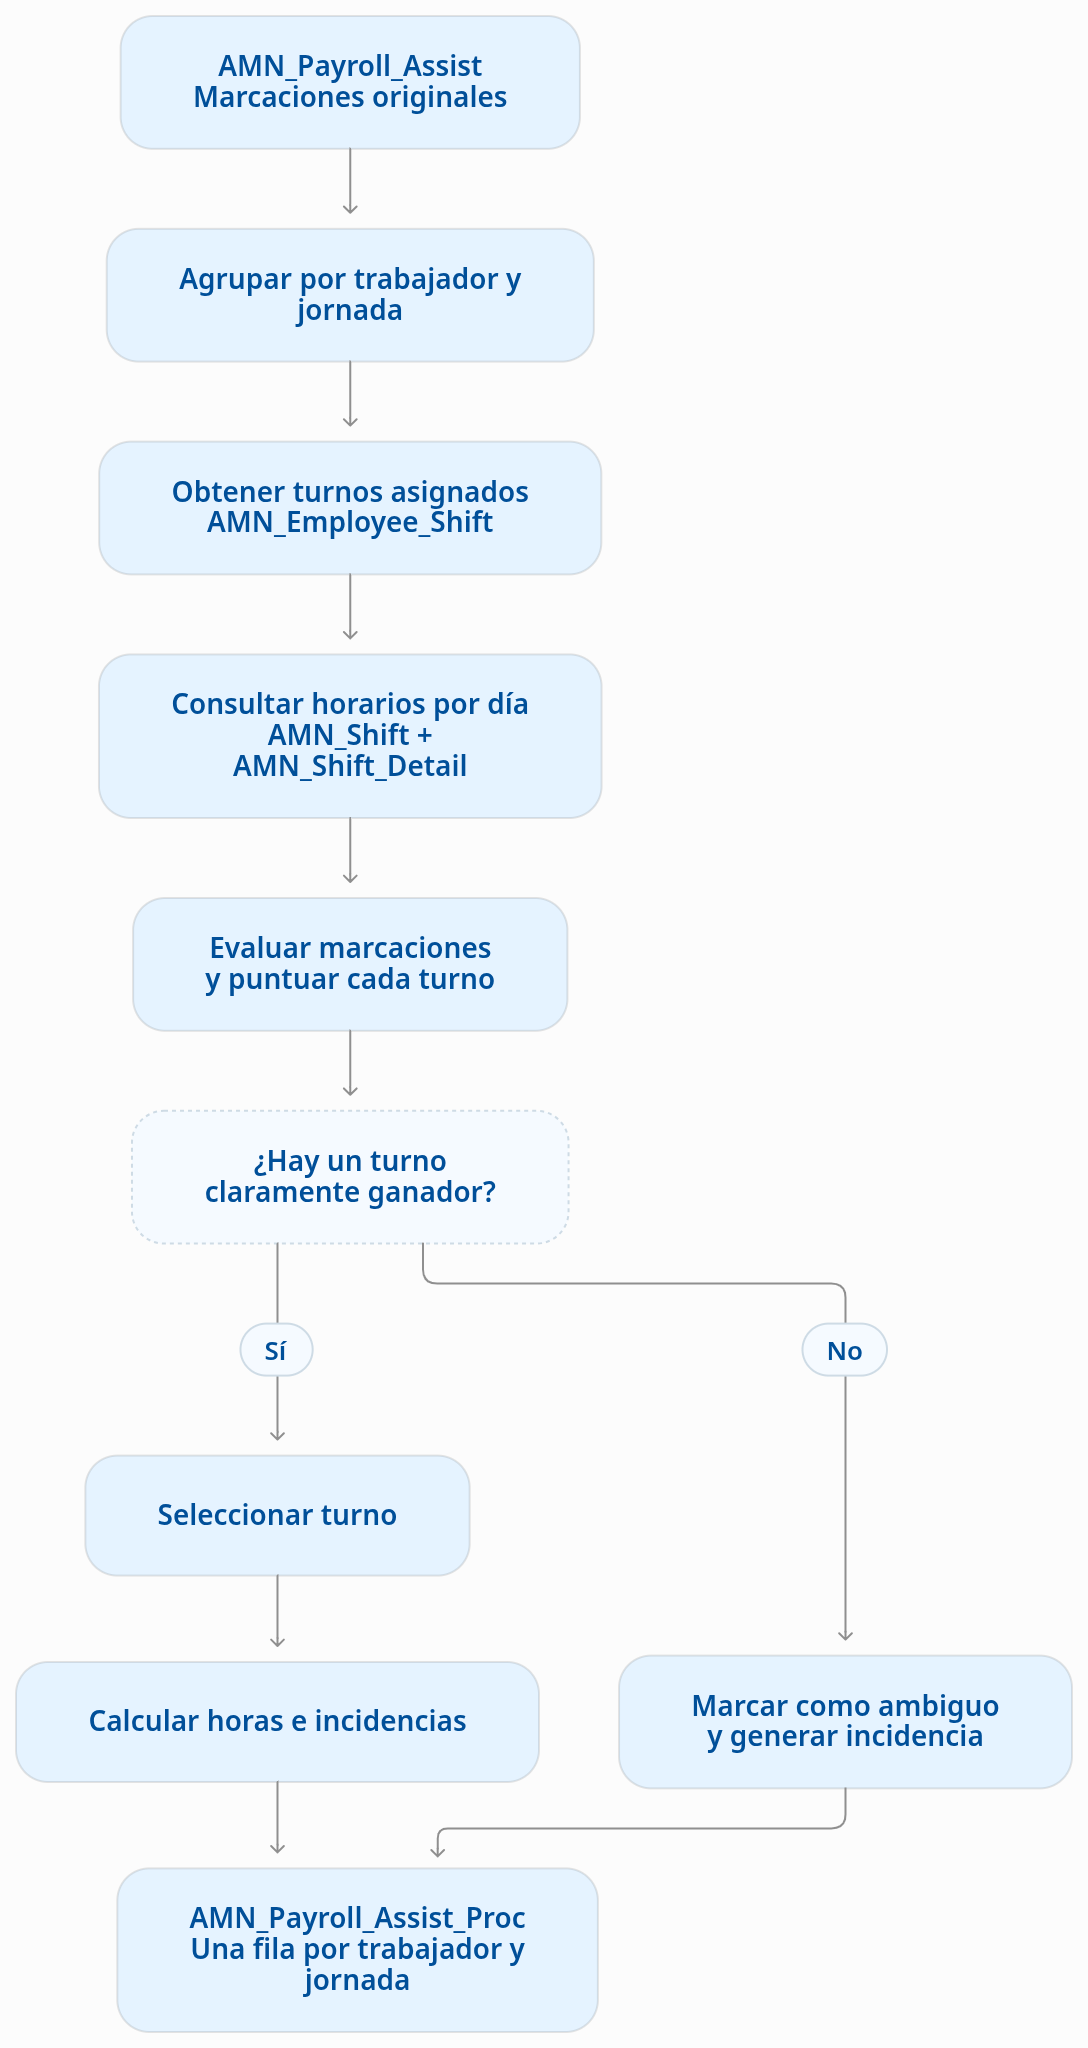 AMN_Payroll_Assist
Marcaciones originales
Agrupar por trabajador y
jornada
Obtener turnos asignados
AMN_Employee_Shift
Consultar horarios por día
AMN_Shift +
AMN_Shift_Detail
Evaluar marcaciones
y puntuar cada turno
¿Hay un turno
claramente ganador?
Sí
No
Seleccionar turno
Calcular horas e incidencias
Marcar como ambiguo
y generar incidencia
AMN_Payroll_Assist_Proc
Una fila por trabajador y
jornada